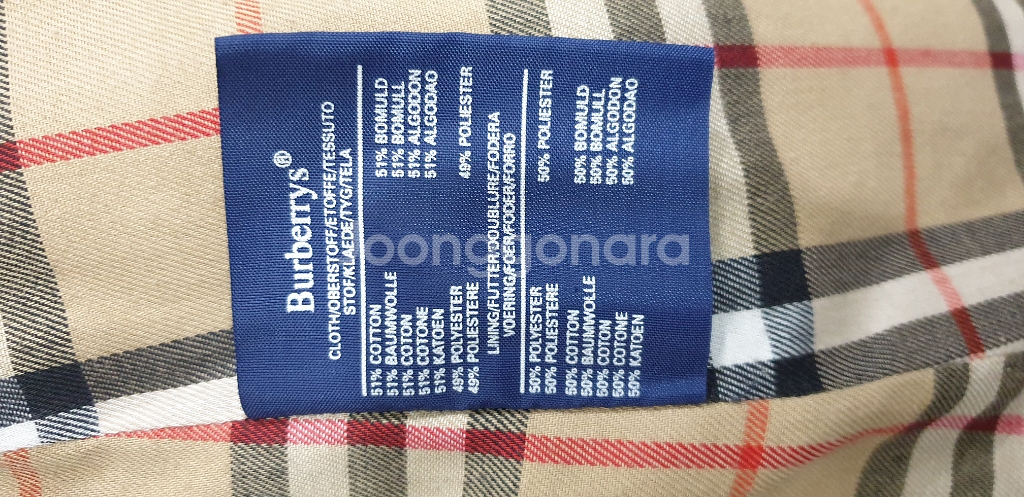 Burberrys®
CLOTH/OBERSTOFF/ETOFFE/TESSUTO
STOF/KLAEDE/TYG/TELA
51% COTTON 51% BOMULD
51% BAUMWOLLE 51% BOMULL
51% COTON 51% ALGODON
51% COTONE 51% ALGODAO
51% KATOEN
49% POLYESTER 49% POLIESTER
49% POLIESTERE
LINING/FUTTER/DOUBLURE/FODERA
VOERING/FOER/FODER/FORRO
50% POLYESTER 50% POLIESTER
50% POLIESTERE
50% COTTON 50% BOMULD
50% BAUMWOLLE 50% BOMULL
50% COTON 50% ALGODON
50% COTONE 50% ALGODAO
50% KATOEN
joonggonara